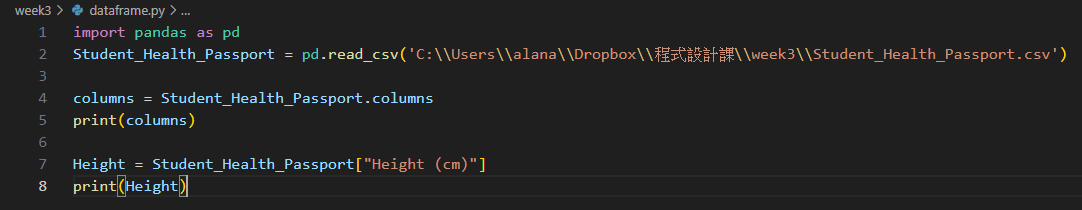 week3 > dataframe.py > ...
1 import pandas as pd
2 Student_Health_Passport = pd.read_csv('C:\\Users\\alana\\Dropbox\\程式設計課\\week3\\Student_Health_Passport.csv')
3
4 columns = Student_Health_Passport.columns
5 print(columns)
6
7 Height = Student_Health_Passport["Height (cm)"]
8 print(Height)